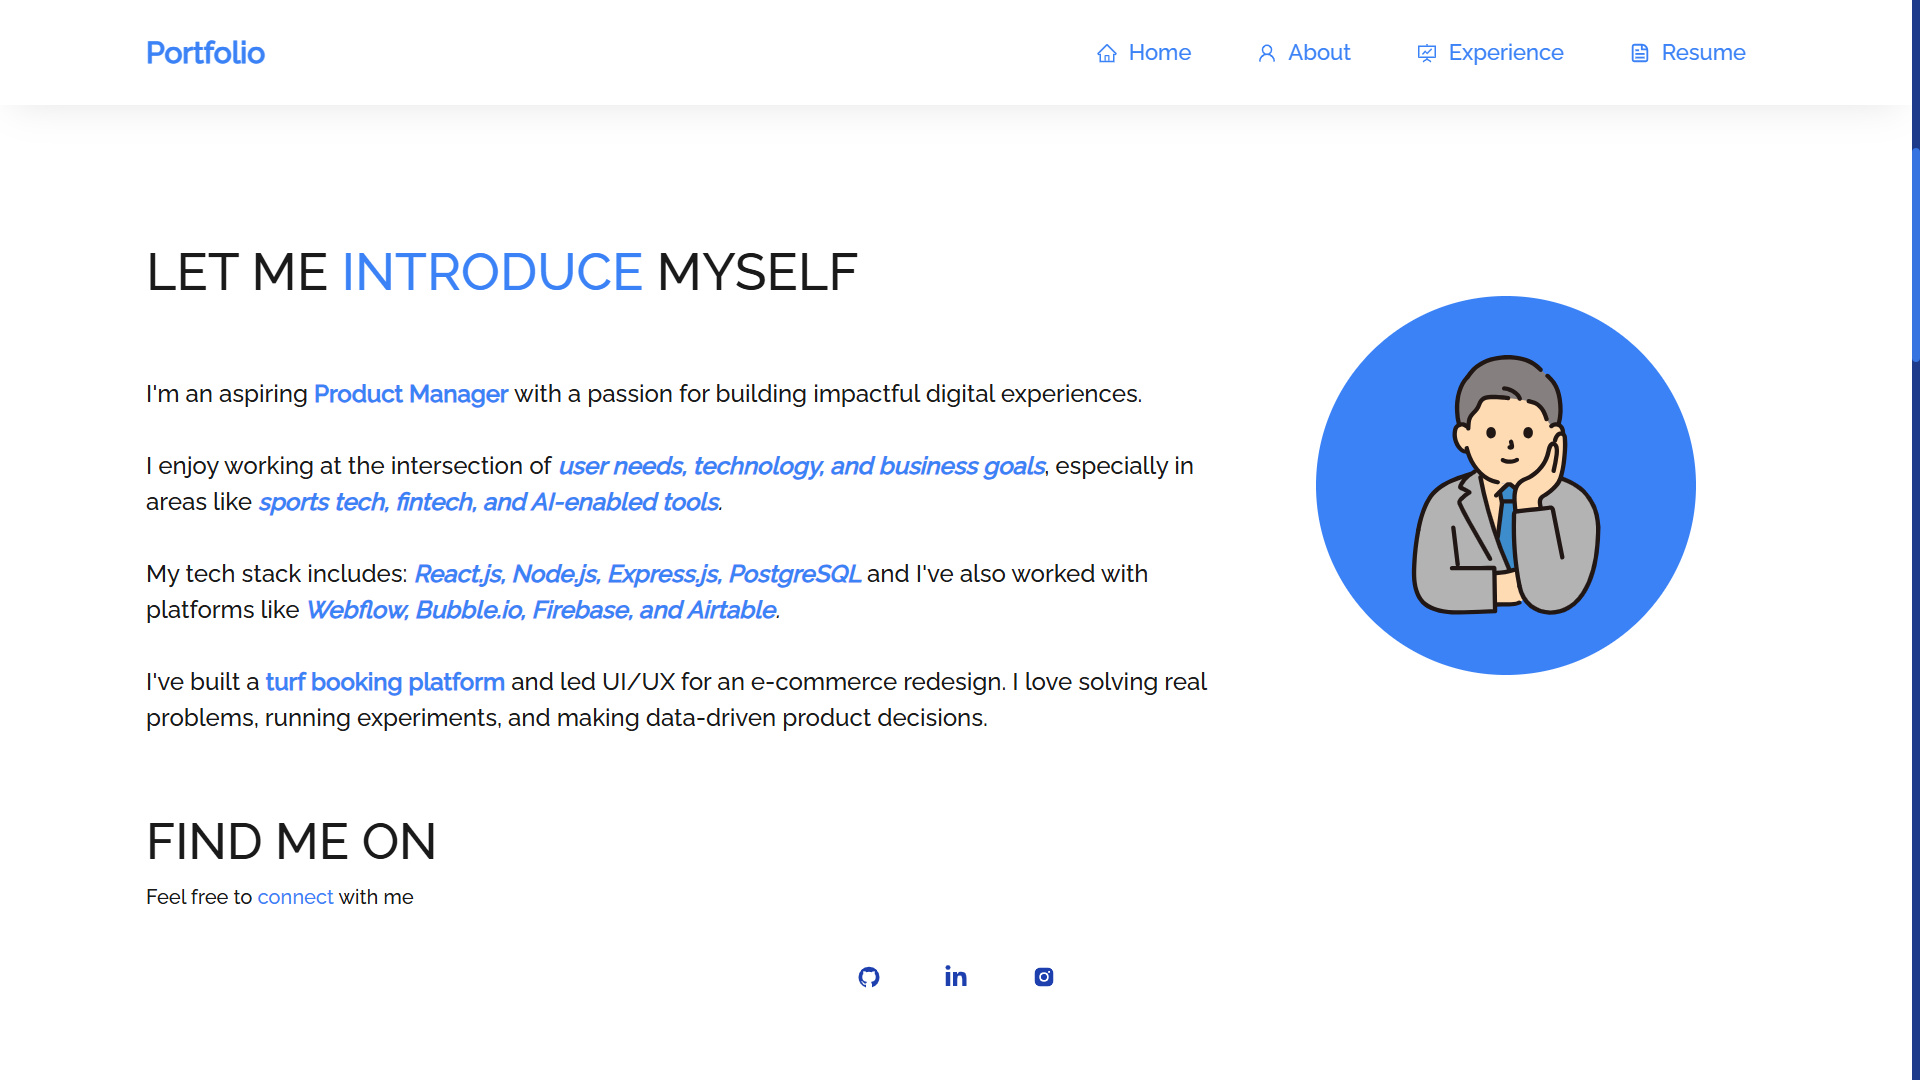 Portfolio
Home
About
Experience
Resume
LET ME INTRODUCE MYSELF
I'm an aspiring Product Manager with a passion for building impactful digital experiences.
I enjoy working at the intersection of user needs, technology, and business goals, especially in
areas like sports tech, fintech, and AI-enabled tools.
My tech stack includes: React.js, Node.js, Express.js, PostgreSQL and I've also worked with
platforms like Webflow, Bubble.io, Firebase, and Airtable.
I've built a turf booking platform and led UI/UX for an e-commerce redesign. I love solving real
problems, running experiments, and making data-driven product decisions.
FIND ME ON
Feel free to connect with me